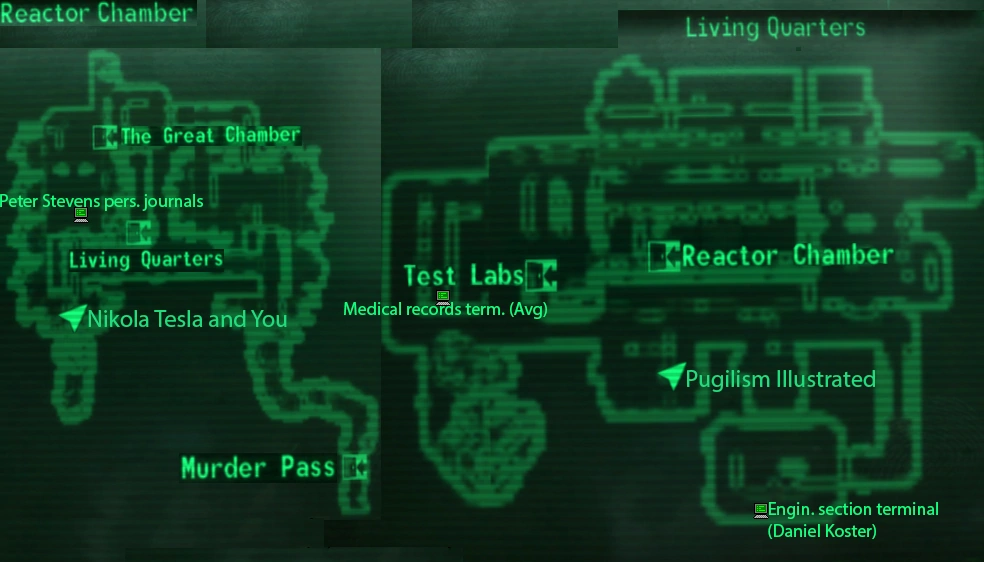 Reactor Chamber
The Great Chamber
Peter Stevens pers. journals
Living Quarters
Nikola Tesla and You
Murder Pass
Living Quarters
Reactor Chamber
Test Labs
Medical records term. (Avg)
Pugilism Illustrated
Engin. section terminal
(Daniel Koster)